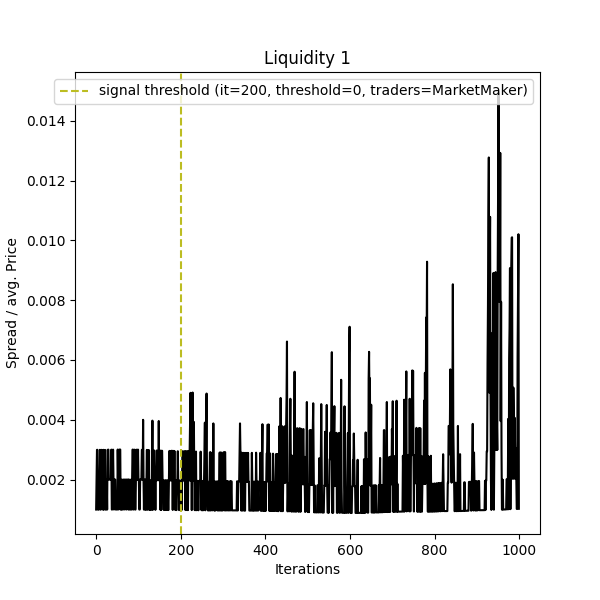 Liquidity 1
signal threshold (it=200, threshold=0, traders=MarketMaker)
0.014
0.012
0.010
0.008
0.006
0.004
0.002
Spread / avg. Price
0 200 400 600 800 1000
Iterations